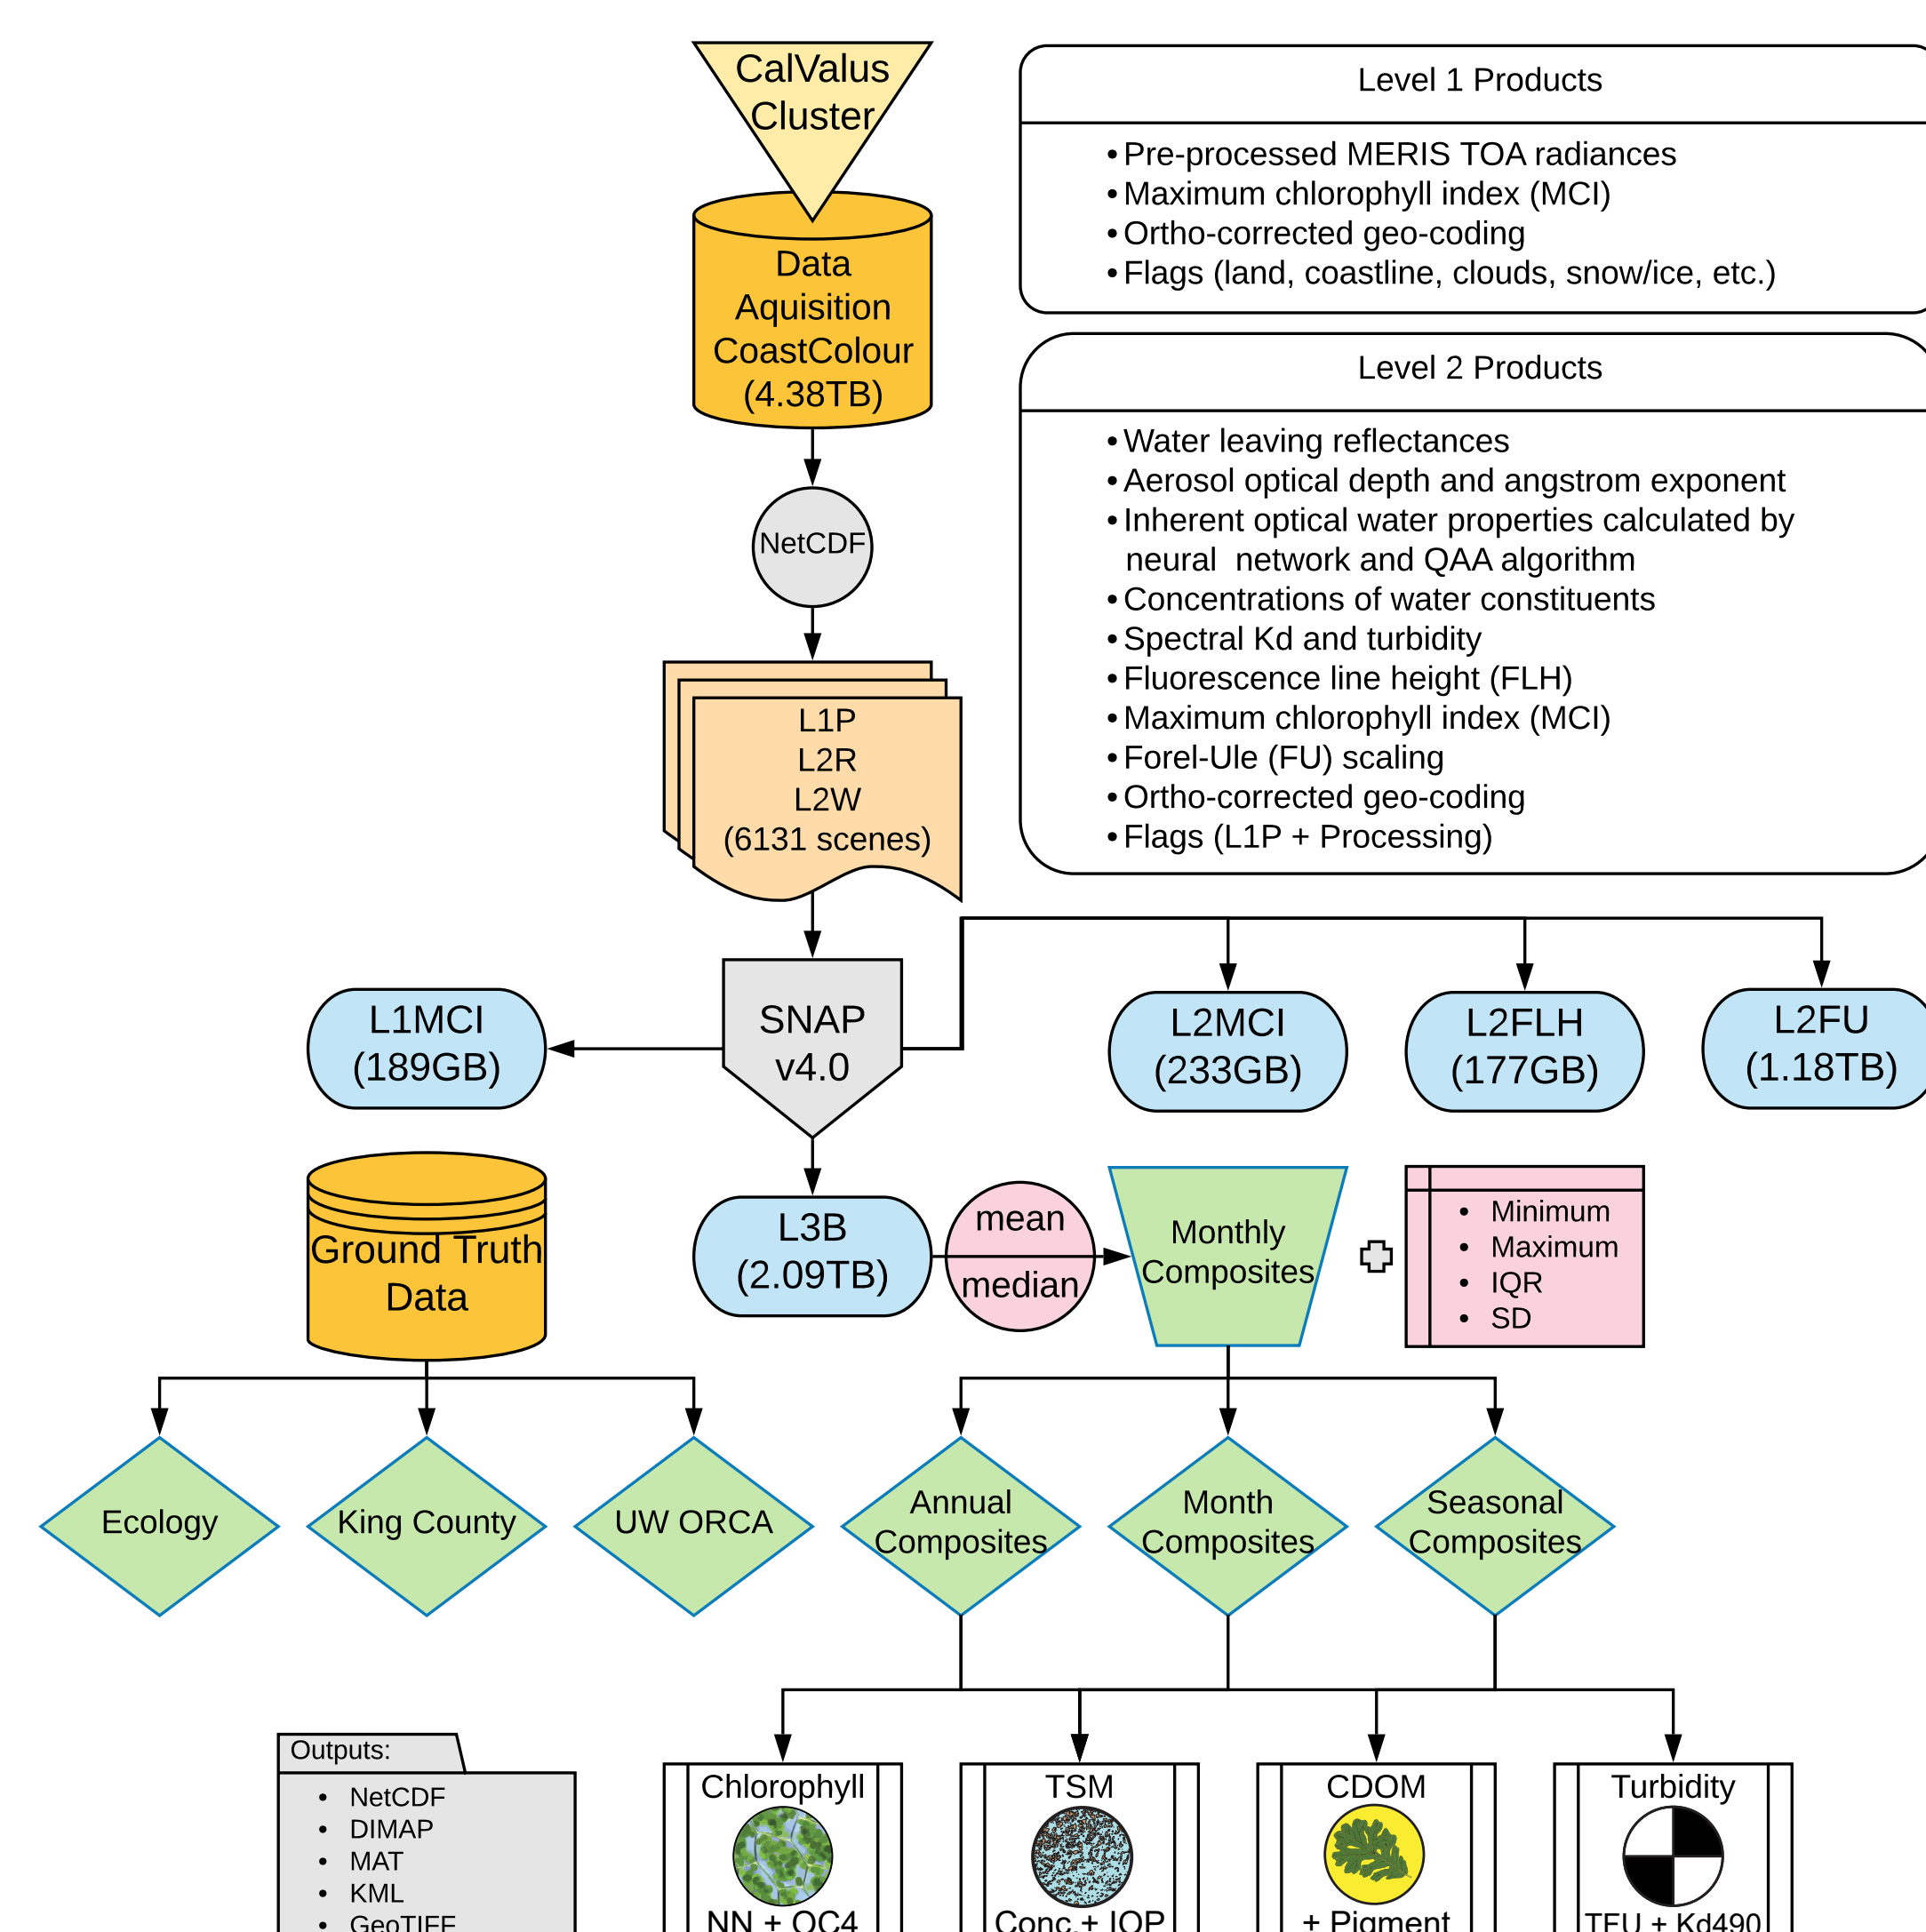 CalValus
Cluster
Data
Aquisition
CoastColour
(4.38TB)
NetCDF
L1P
L2R
L2W
(6131 scenes)
Level 1 Products
•Pre-processed MERIS TOA radiances
•Maximum chlorophyll index (MCI)
•Ortho-corrected geo-coding
•Flags (land, coastline, clouds, snow/ice, etc.)
Level 2 Products
•Water leaving reflectances
•Aerosol optical depth and angstrom exponent
•Inherent optical water properties calculated by
neural network and QAA algorithm
•Concentrations of water constituents
•Spectral Kd and turbidity
•Fluorescence line height (FLH)
•Maximum chlorophyll index (MCI)
•Forel-Ule (FU) scaling
•Ortho-corrected geo-coding
•Flags (L1P + Processing)
L1MCI
(189GB)
SNAP
v4.0
L2MCI
(233GB)
L2FLH
(177GB)
L2FU
(1.18TB)
Ground Truth
Data
L3B
(2.09TB)
mean
median
Monthly
Composites
• Minimum
• Maximum
• IQR
• SD
Ecology
King County
UW ORCA
Annual
Composites
Month
Composites
Seasonal
Composites
Outputs:
• NetCDF
• DIMAP
• MAT
• KML
• GeoTIFF
Chlorophyll
NN + OC4
TSM
Conc.+ IOP
CDOM
+ Pigment
Turbidity
TFU + Kd490